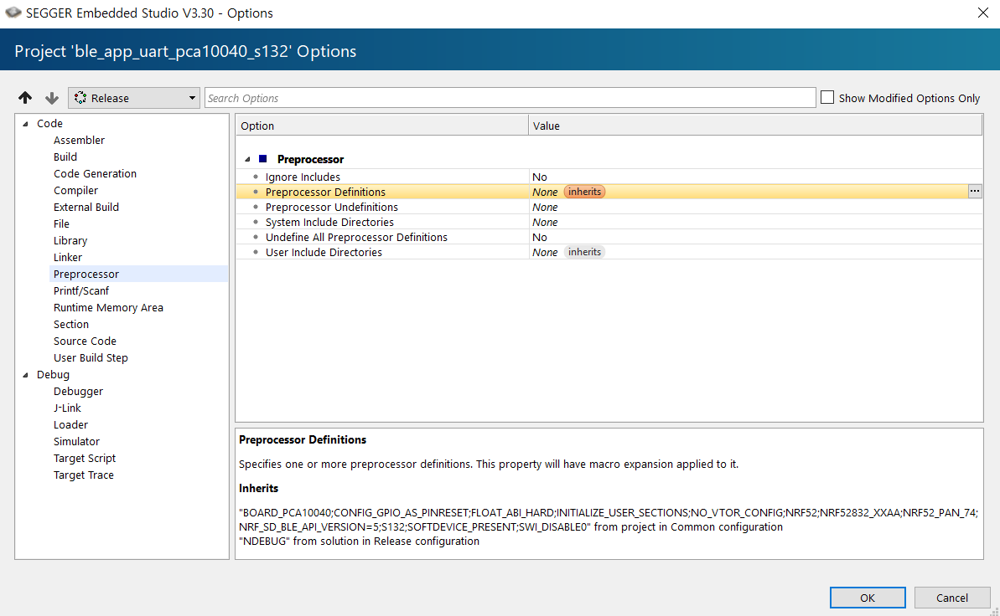 SEGGER Embedded Studio V3.30 - Options
Project 'ble_app_uart_pca10040_s132' Options
Release
Search Options
Show Modified Options Only
Code
Assembler
Build
Code Generation
Compiler
External Build
File
Library
Linker
Preprocessor
Printf/Scanf
Runtime Memory Area
Section
Source Code
User Build Step
Debug
Debugger
J-Link
Loader
Simulator
Target Script
Target Trace
Option Value
Preprocessor
Ignore Includes No
Preprocessor Definitions None inherits ...
Preprocessor Undefinitions None
System Include Directories None
Undefine All Preprocessor Definitions No
User Include Directories None inherits
Preprocessor Definitions
Specifies one or more preprocessor definitions. This property will have macro expansion applied to it.
Inherits
"BOARD_PCA10040;CONFIG_GPIO_AS_PINRESET;FLOAT_ABI_HARD;INITIALIZE_USER_SECTIONS;NO_VTOR_CONFIG;NRF52;NRF52832_XXAA;NRF52_PAN_74;
NRF_SD_BLE_API_VERSION=5;S132;SOFTDEVICE_PRESENT;SWI_DISABLE0" from project in Common configuration
"NDEBUG" from solution in Release configuration
OK
Cancel